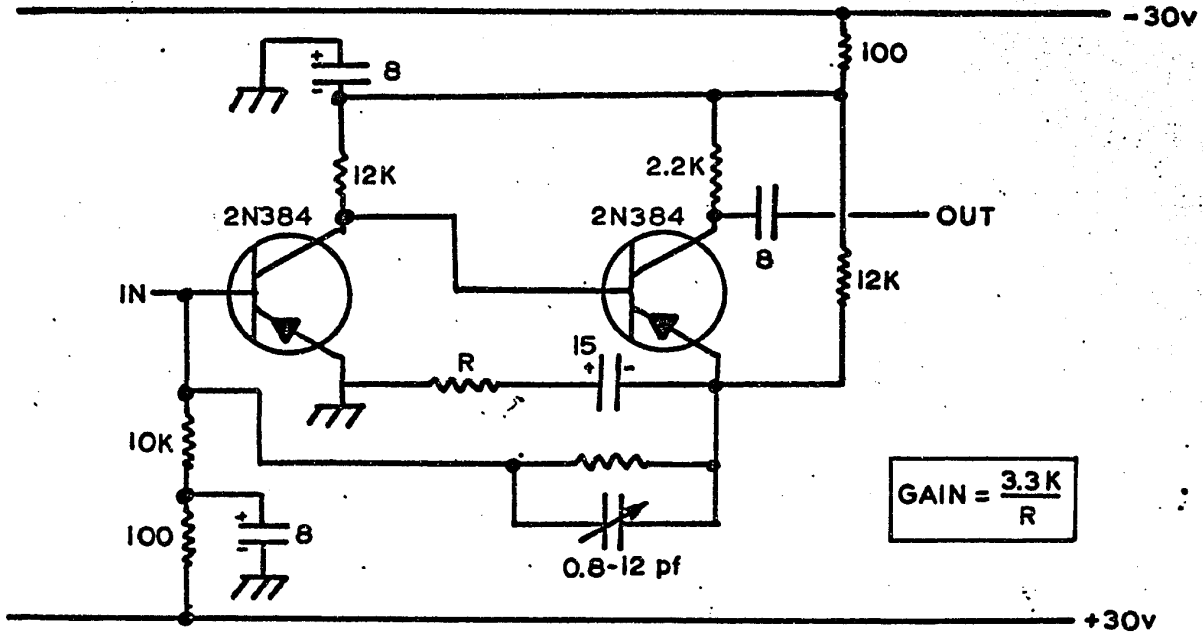 -30v
100
+
8
-
12K
2.2K
2N384
2N384
OUT
8
IN
12K
15
R
+
-
10K
GAIN = 3.3K
R
+
100
8
-
0.8-12 pf
+30v